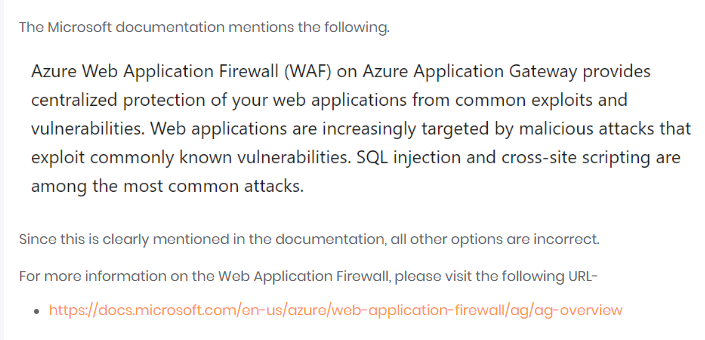 The Microsoft documentation mentions the following.
Azure Web Application Firewall (WAF) on Azure Application Gateway provides
centralized protection of your web applications from common exploits and
vulnerabilities. Web applications are increasingly targeted by malicious attacks that
exploit commonly known vulnerabilities. SQL injection and cross-site scripting are
among the most common attacks.
Since this is clearly mentioned in the documentation, all other options are incorrect.
For more information on the Web Application Firewall, please visit the following URL-
• https://docs.microsoft.com/en-us/azure/web-application-firewall/ag/ag-overview